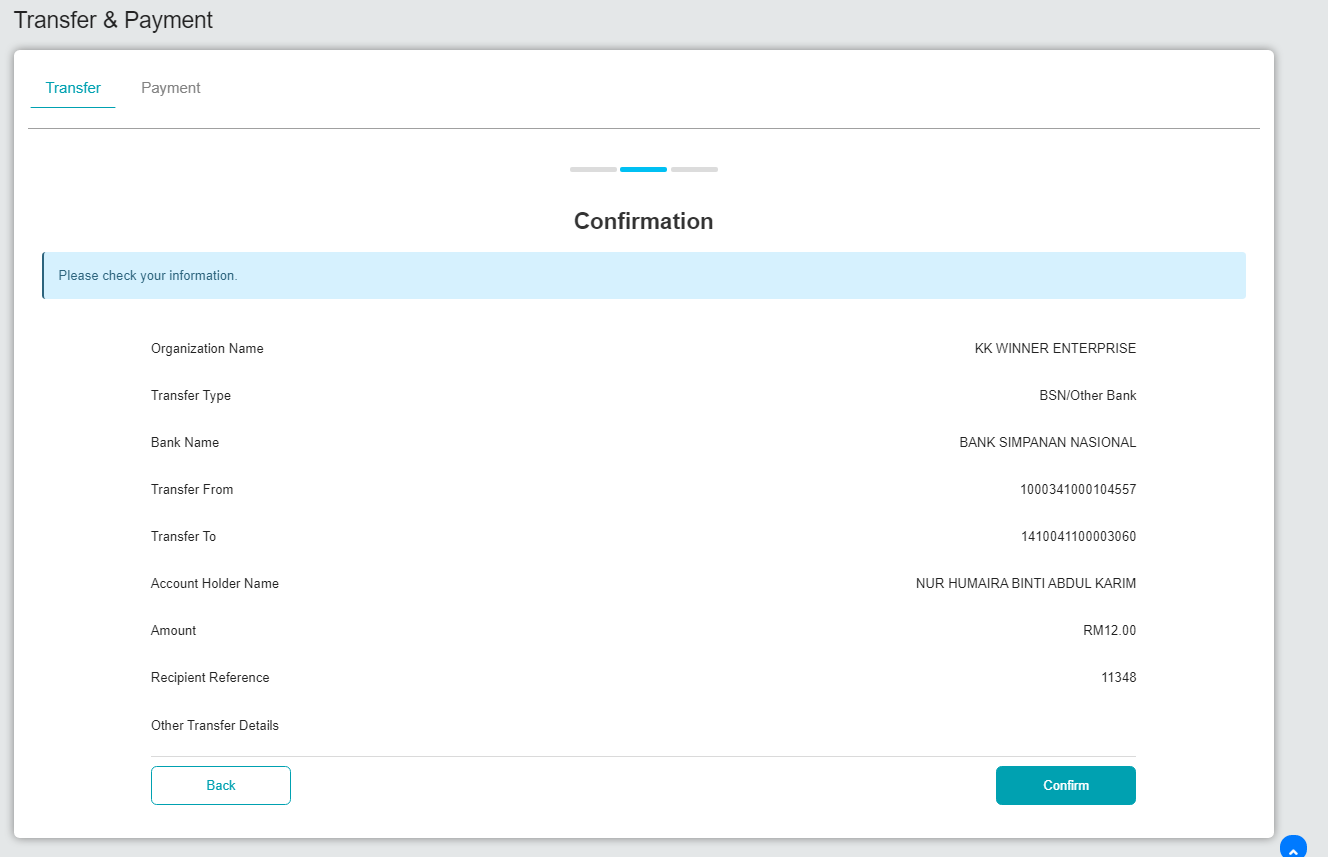 Transfer & Payment
Transfer Payment
Confirmation
Please check your information.
Organization Name KK WINNER ENTERPRISE
Transfer Type BSN/Other Bank
Bank Name BANK SIMPANAN NASIONAL
Transfer From 1000341000104557
Transfer To 1410041100003060
Account Holder Name NUR HUMAIRA BINTI ABDUL KARIM
Amount RM12.00
Recipient Reference 11348
Other Transfer Details
Back Confirm